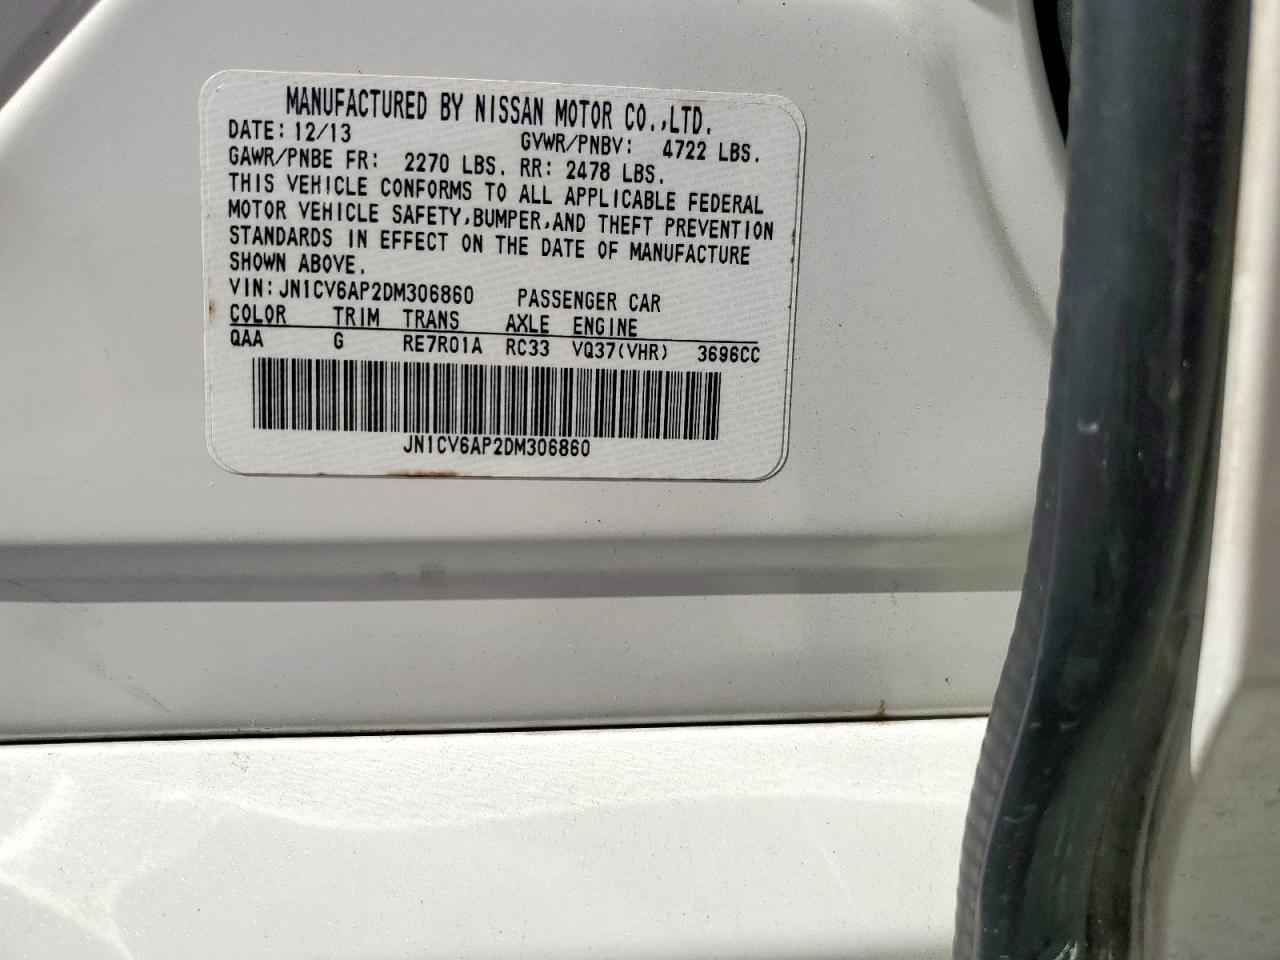 MANUFACTURED BY NISSAN MOTOR CO.,LTD.
DATE: 12/13 GVWR/PNBV: 4722 LBS.
GAWR/PNBE FR: 2270 LBS. RR: 2478 LBS.
THIS VEHICLE CONFORMS TO ALL APPLICABLE FEDERAL
MOTOR VEHICLE SAFETY,BUMPER,AND THEFT PREVENTION
STANDARDS IN EFFECT ON THE DATE OF MANUFACTURE
SHOWN ABOVE.
VIN: JN1CV6AP2DM306860 PASSENGER CAR
COLOR TRIM TRANS AXLE ENGINE
QAA G RE7R01A RC33 VQ37(VHR) 3696CC
JN1CV6AP2DM306860